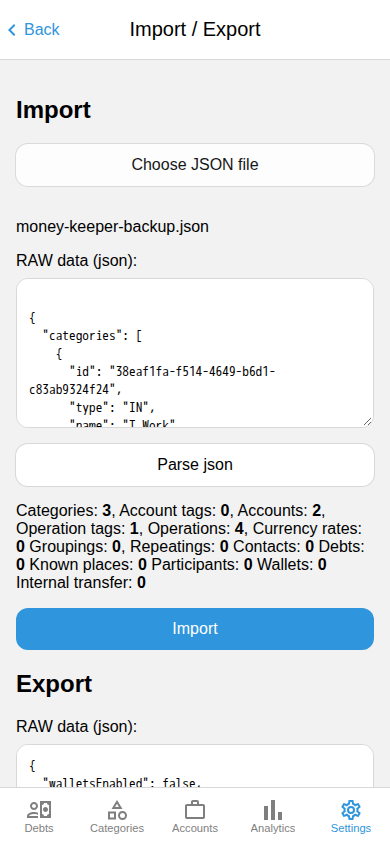 Back
Import / Export
Import
Choose JSON file
money-keeper-backup.json
RAW data (json):
{
"categories": [
{
"id": "38eaf1fa-f514-4649-b6d1-
c83ab9324f24",
"type": "IN",
"name": "T Work"
Parse json
Categories: 3, Account tags: 0, Accounts: 2,
Operation tags: 1, Operations: 4, Currency rates:
0 Groupings: 0, Repeatings: 0 Contacts: 0 Debts:
0 Known places: 0 Participants: 0 Wallets: 0
Internal transfer: 0
Import
Export
RAW data (json):
{
"walletsEnabled": false,
Debts
Categories
Accounts
Analytics
Settings